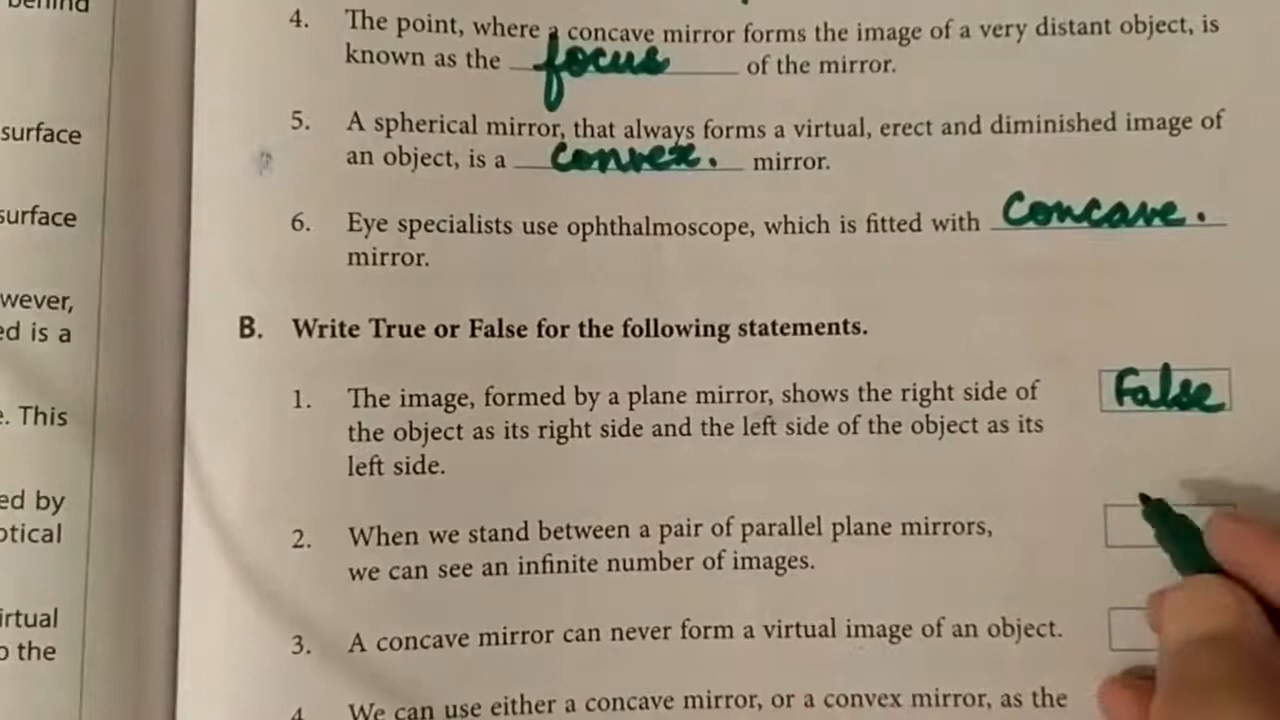 behind
surface
surface
wever,
ed is a
e. This
ed by
otical
irtual
o the
4. The point, where a concave mirror forms the image of a very distant object, is
known as the focus of the mirror.
5. A spherical mirror, that always forms a virtual, erect and diminished image of
an object, is a convex. mirror.
6. Eye specialists use ophthalmoscope, which is fitted with concave.
mirror.
B. Write True or False for the following statements.
1. The image, formed by a plane mirror, shows the right side of False
the object as its right side and the left side of the object as its
left side.
2. When we stand between a pair of parallel plane mirrors,
we can see an infinite number of images.
3. A concave mirror can never form a virtual image of an object.
4. We can use either a concave mirror, or a convex mirror, as the